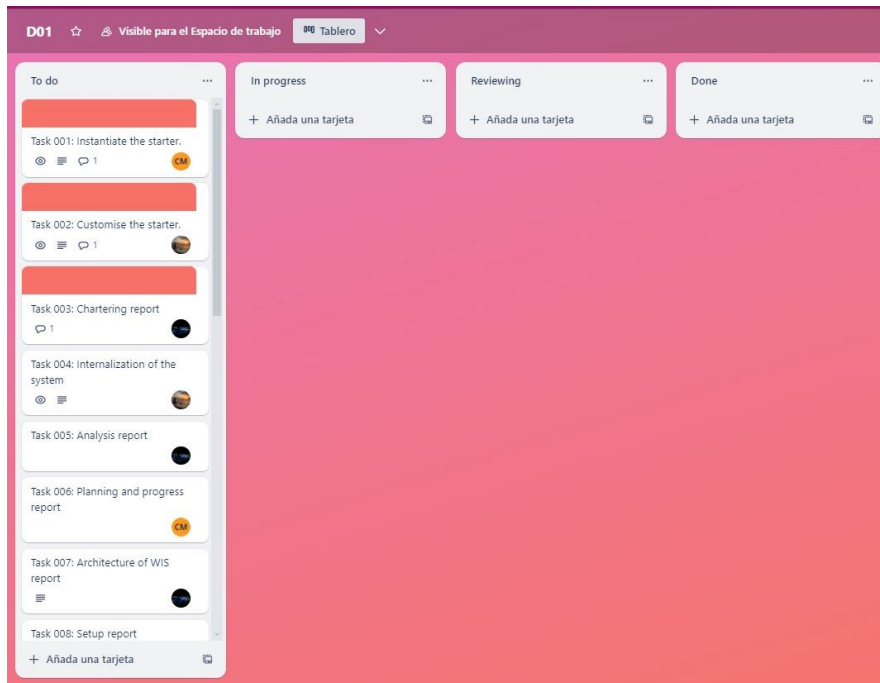 D01 Visible para el Espacio de trabajo Tablero
To do
Task 001: Instantiate the starter.
1 CM
Task 002: Customise the starter.
1
Task 003: Chartering report
1
Task 004: Internalization of the
system
Task 005: Analysis report
Task 006: Planning and progress
report
CM
Task 007: Architecture of WIS
report
Task 008: Setup report
+ Añada una tarjeta
In progress
+ Añada una tarjeta
Reviewing
+ Añada una tarjeta
Done
+ Añada una tarjeta